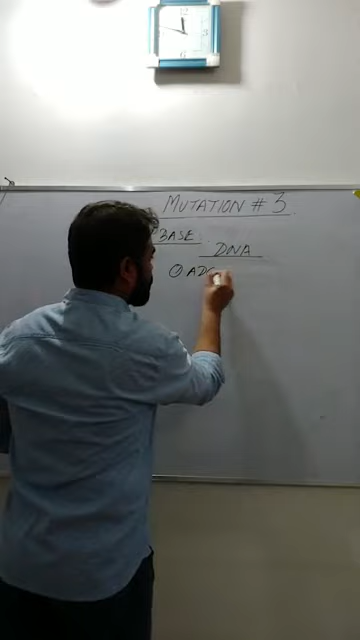 MUTATION # 3
BASE
DNA
① AD